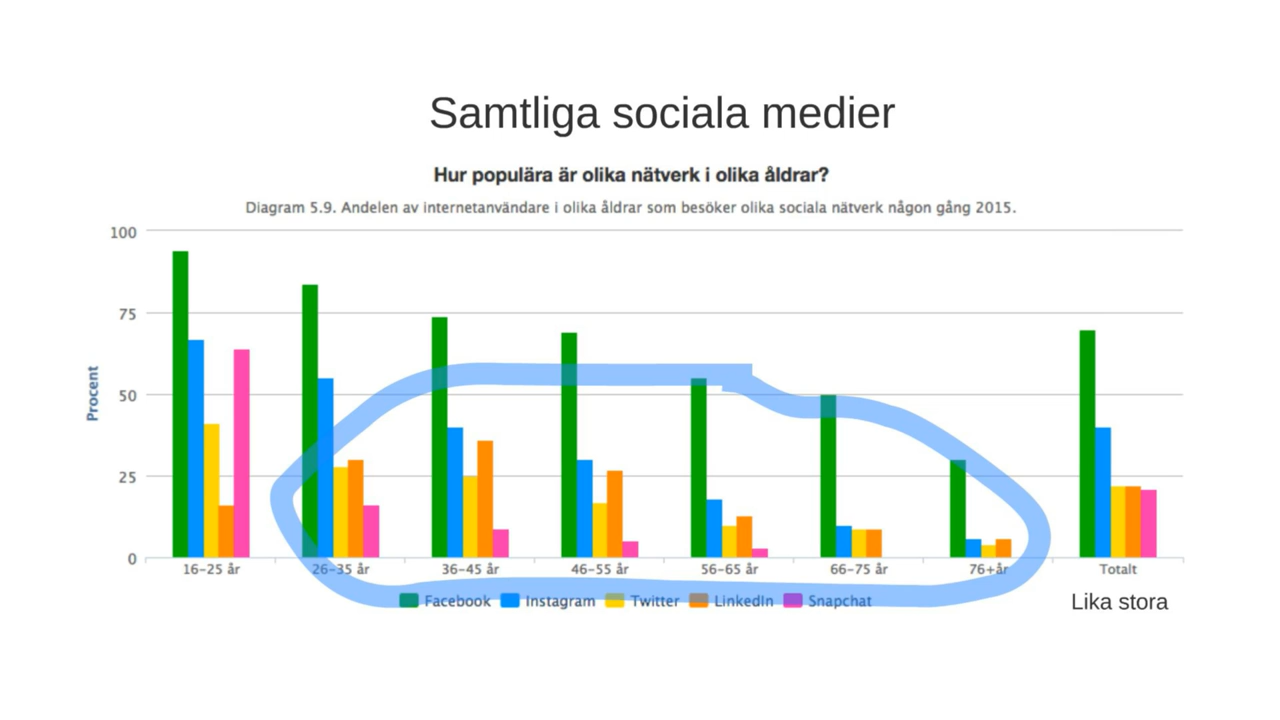 Samtliga sociala medier
Hur populära är olika nätverk i olika åldrar?
Diagram 5.9. Andelen av internetanvändare i olika åldrar som besöker olika sociala nätverk någon gång 2015.
100
75
50
25
0
Procent
16-25 år 26-35 år 36-45 år 46-55 år 56-65 år 66-75 år 76+år Totalt
Facebook Instagram Twitter LinkedIn Snapchat
Lika stora